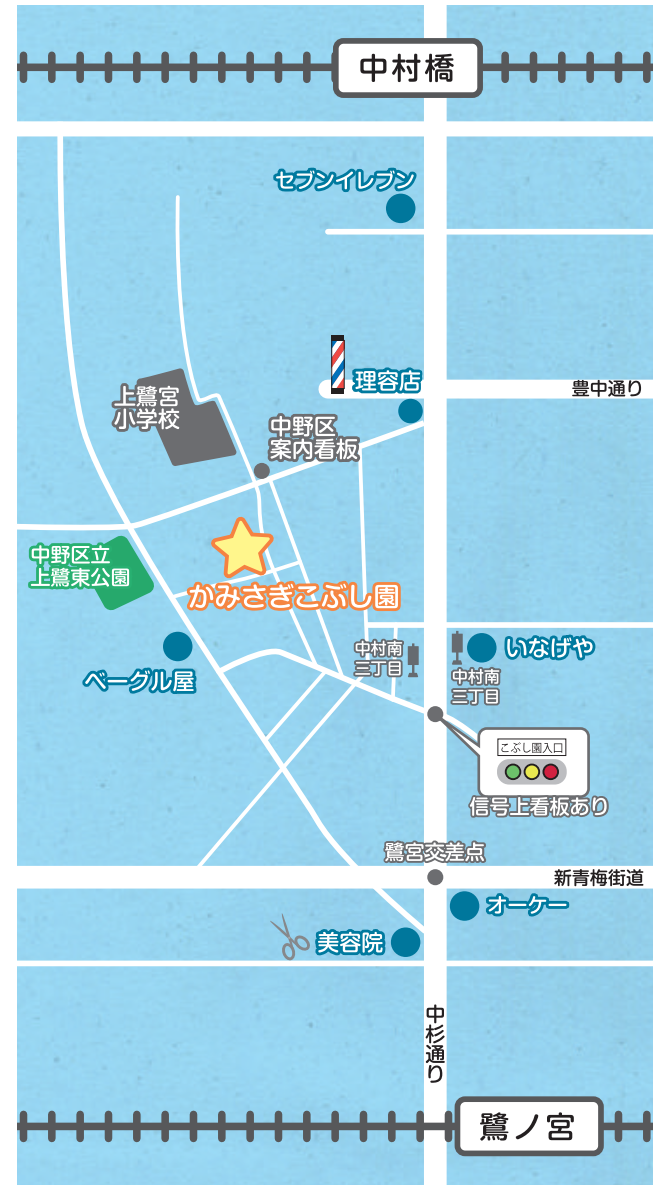 中村橋
セブンイレブン
理容店
豊中通り
上鷺宮
小学校
中野区
案内看板
中野区立
上鷺東公園
かみさぎこぶし園
中村南
三丁目
いなげや
中村南
三丁目
ベーグル屋
こぶし園入口
信号上看板あり
鷺宮交差点
新青梅街道
オーケー
美容院
中杉通り
鷺ノ宮